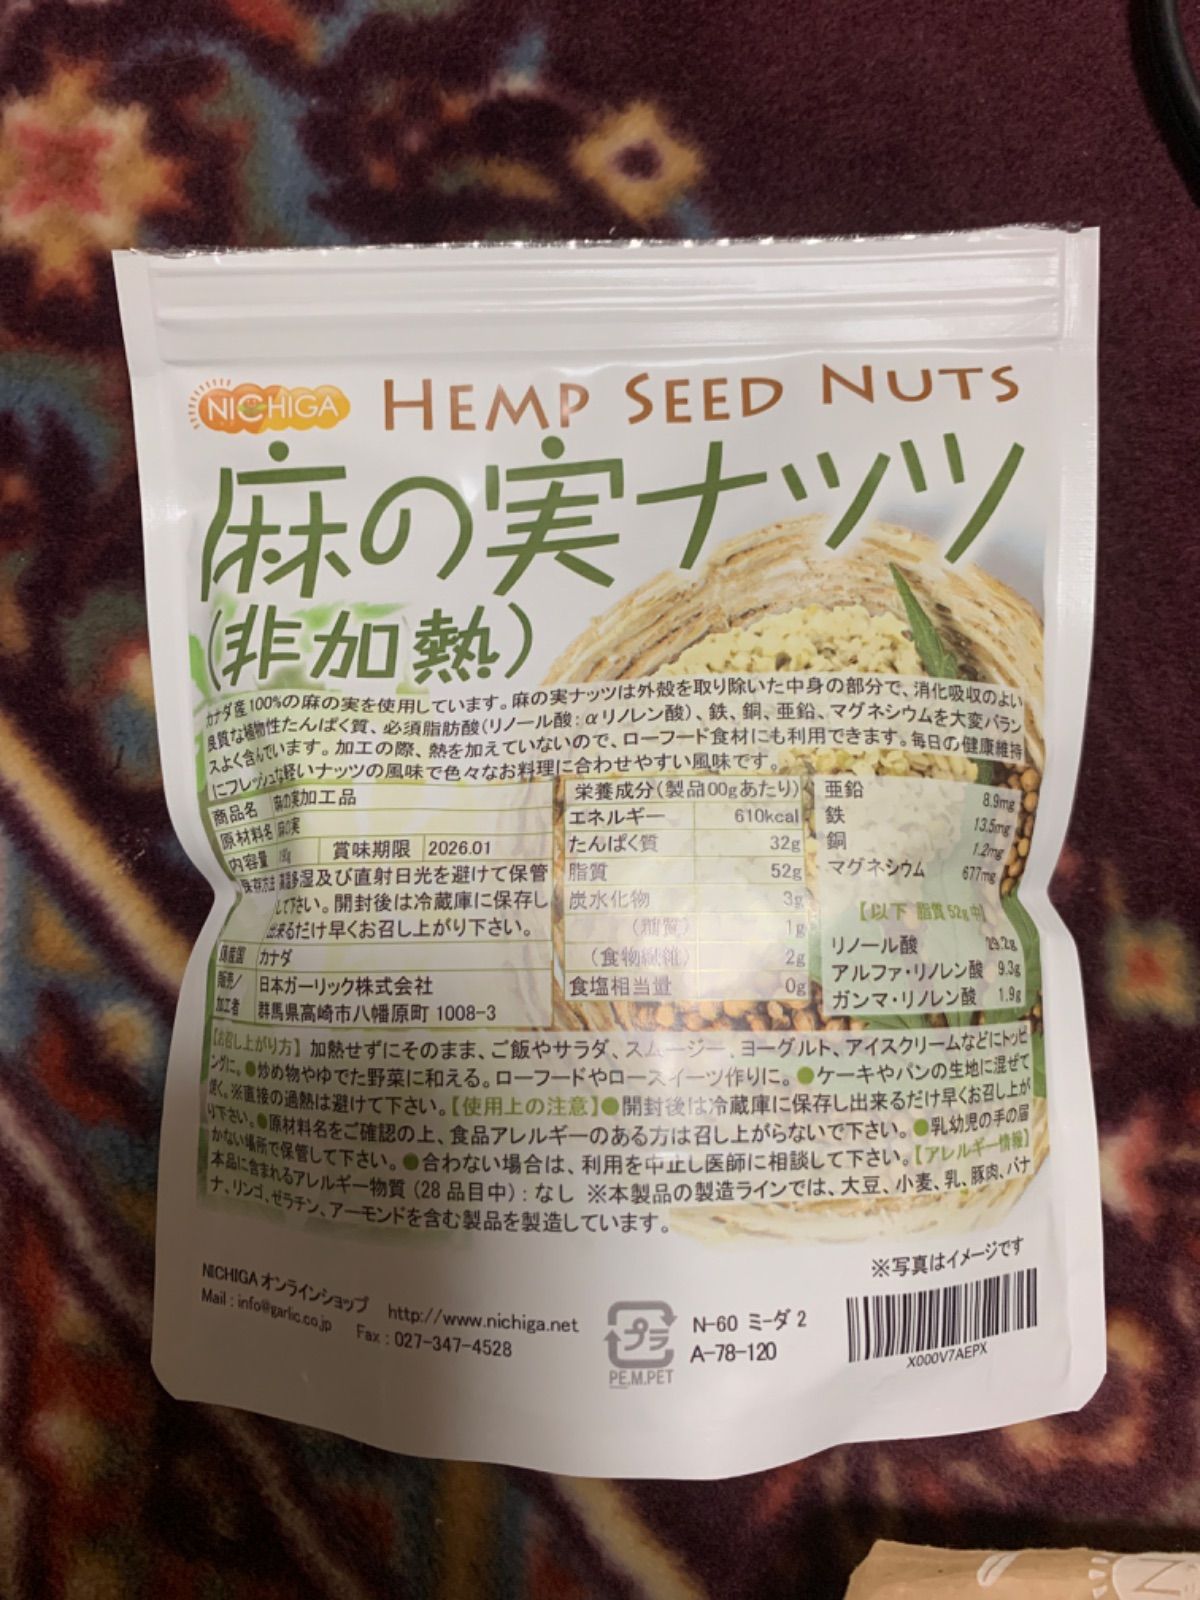 NICHIGA
HEMP SEED NUTS
麻の実ナッツ
(非加熱)
カナダ産100%の麻の実を使用しています。麻の実ナッツは外殻を取り除いた中身の部分で、消化吸収のよい
良質な植物性たんぱく質、必須脂肪酸(リノール酸:αリノレン酸)、鉄、銅、亜鉛、マグネシウムを大変バラン
スよく含んでいます。加工の際、熱を加えていないので、ローフード食材にも利用できます。毎日の健康維持
にフレッシュな軽いナッツの風味で色々なお料理に合わせやすい風味です。
商品名 麻の実加工品
原材料名 麻の実
内容量 賞味期限 2026.01
保存方法 高温多湿及び直射日光を避けて保管
して下さい。開封後は冷蔵庫に保存し
出来るだけ早くお召し上がり下さい。
原産国 カナダ
販売/加工者 日本ガーリック株式会社
群馬県高崎市八幡原町 1008-3
栄養成分(製品100gあたり)
エネルギー 610kcal
たんぱく質 32g
脂質 52g
炭水化物 3g
(糖質) 1g
(食物繊維) 2g
食塩相当量 0g
亜鉛 8.9mg
鉄 13.5mg
銅 1.2mg
マグネシウム 677mg
【以下 脂質52g中】
リノール酸 29.2g
アルファ・リノレン酸 9.3g
ガンマ・リノレン酸 1.9g
【お召し上がり方】加熱せずにそのまま、ご飯やサラダ、スムージー、ヨーグルト、アイスクリームなどにトッピ
ングに。●炒め物やゆでた野菜に和える。ローフードやロースイーツ作りに。●ケーキやパンの生地に混ぜて
焼く。※直接の過熱は避けて下さい。【使用上の注意】●開封後は冷蔵庫に保存し出来るだけ早くお召し上が
り下さい。●原材料名をご確認の上、食品アレルギーのある方は召し上がらないで下さい。●乳幼児の手の届
かない場所で保管して下さい。●合わない場合は、利用を中止し医師に相談して下さい。【アレルギー情報】
本品に含まれるアレルギー物質(28品目中):なし ※本製品の製造ラインでは、大豆、小麦、乳、豚肉、バナ
ナ、リンゴ、ゼラチン、アーモンドを含む製品を製造しています。
※写真はイメージです
NICHIGA オンラインショップ http://www.nichiga.net
Mail : info@garlic.co.jp Fax : 027-347-4528
プラ
PE.M.PET
N-60 ミーダ 2
A-78-120
X000V7AEPX